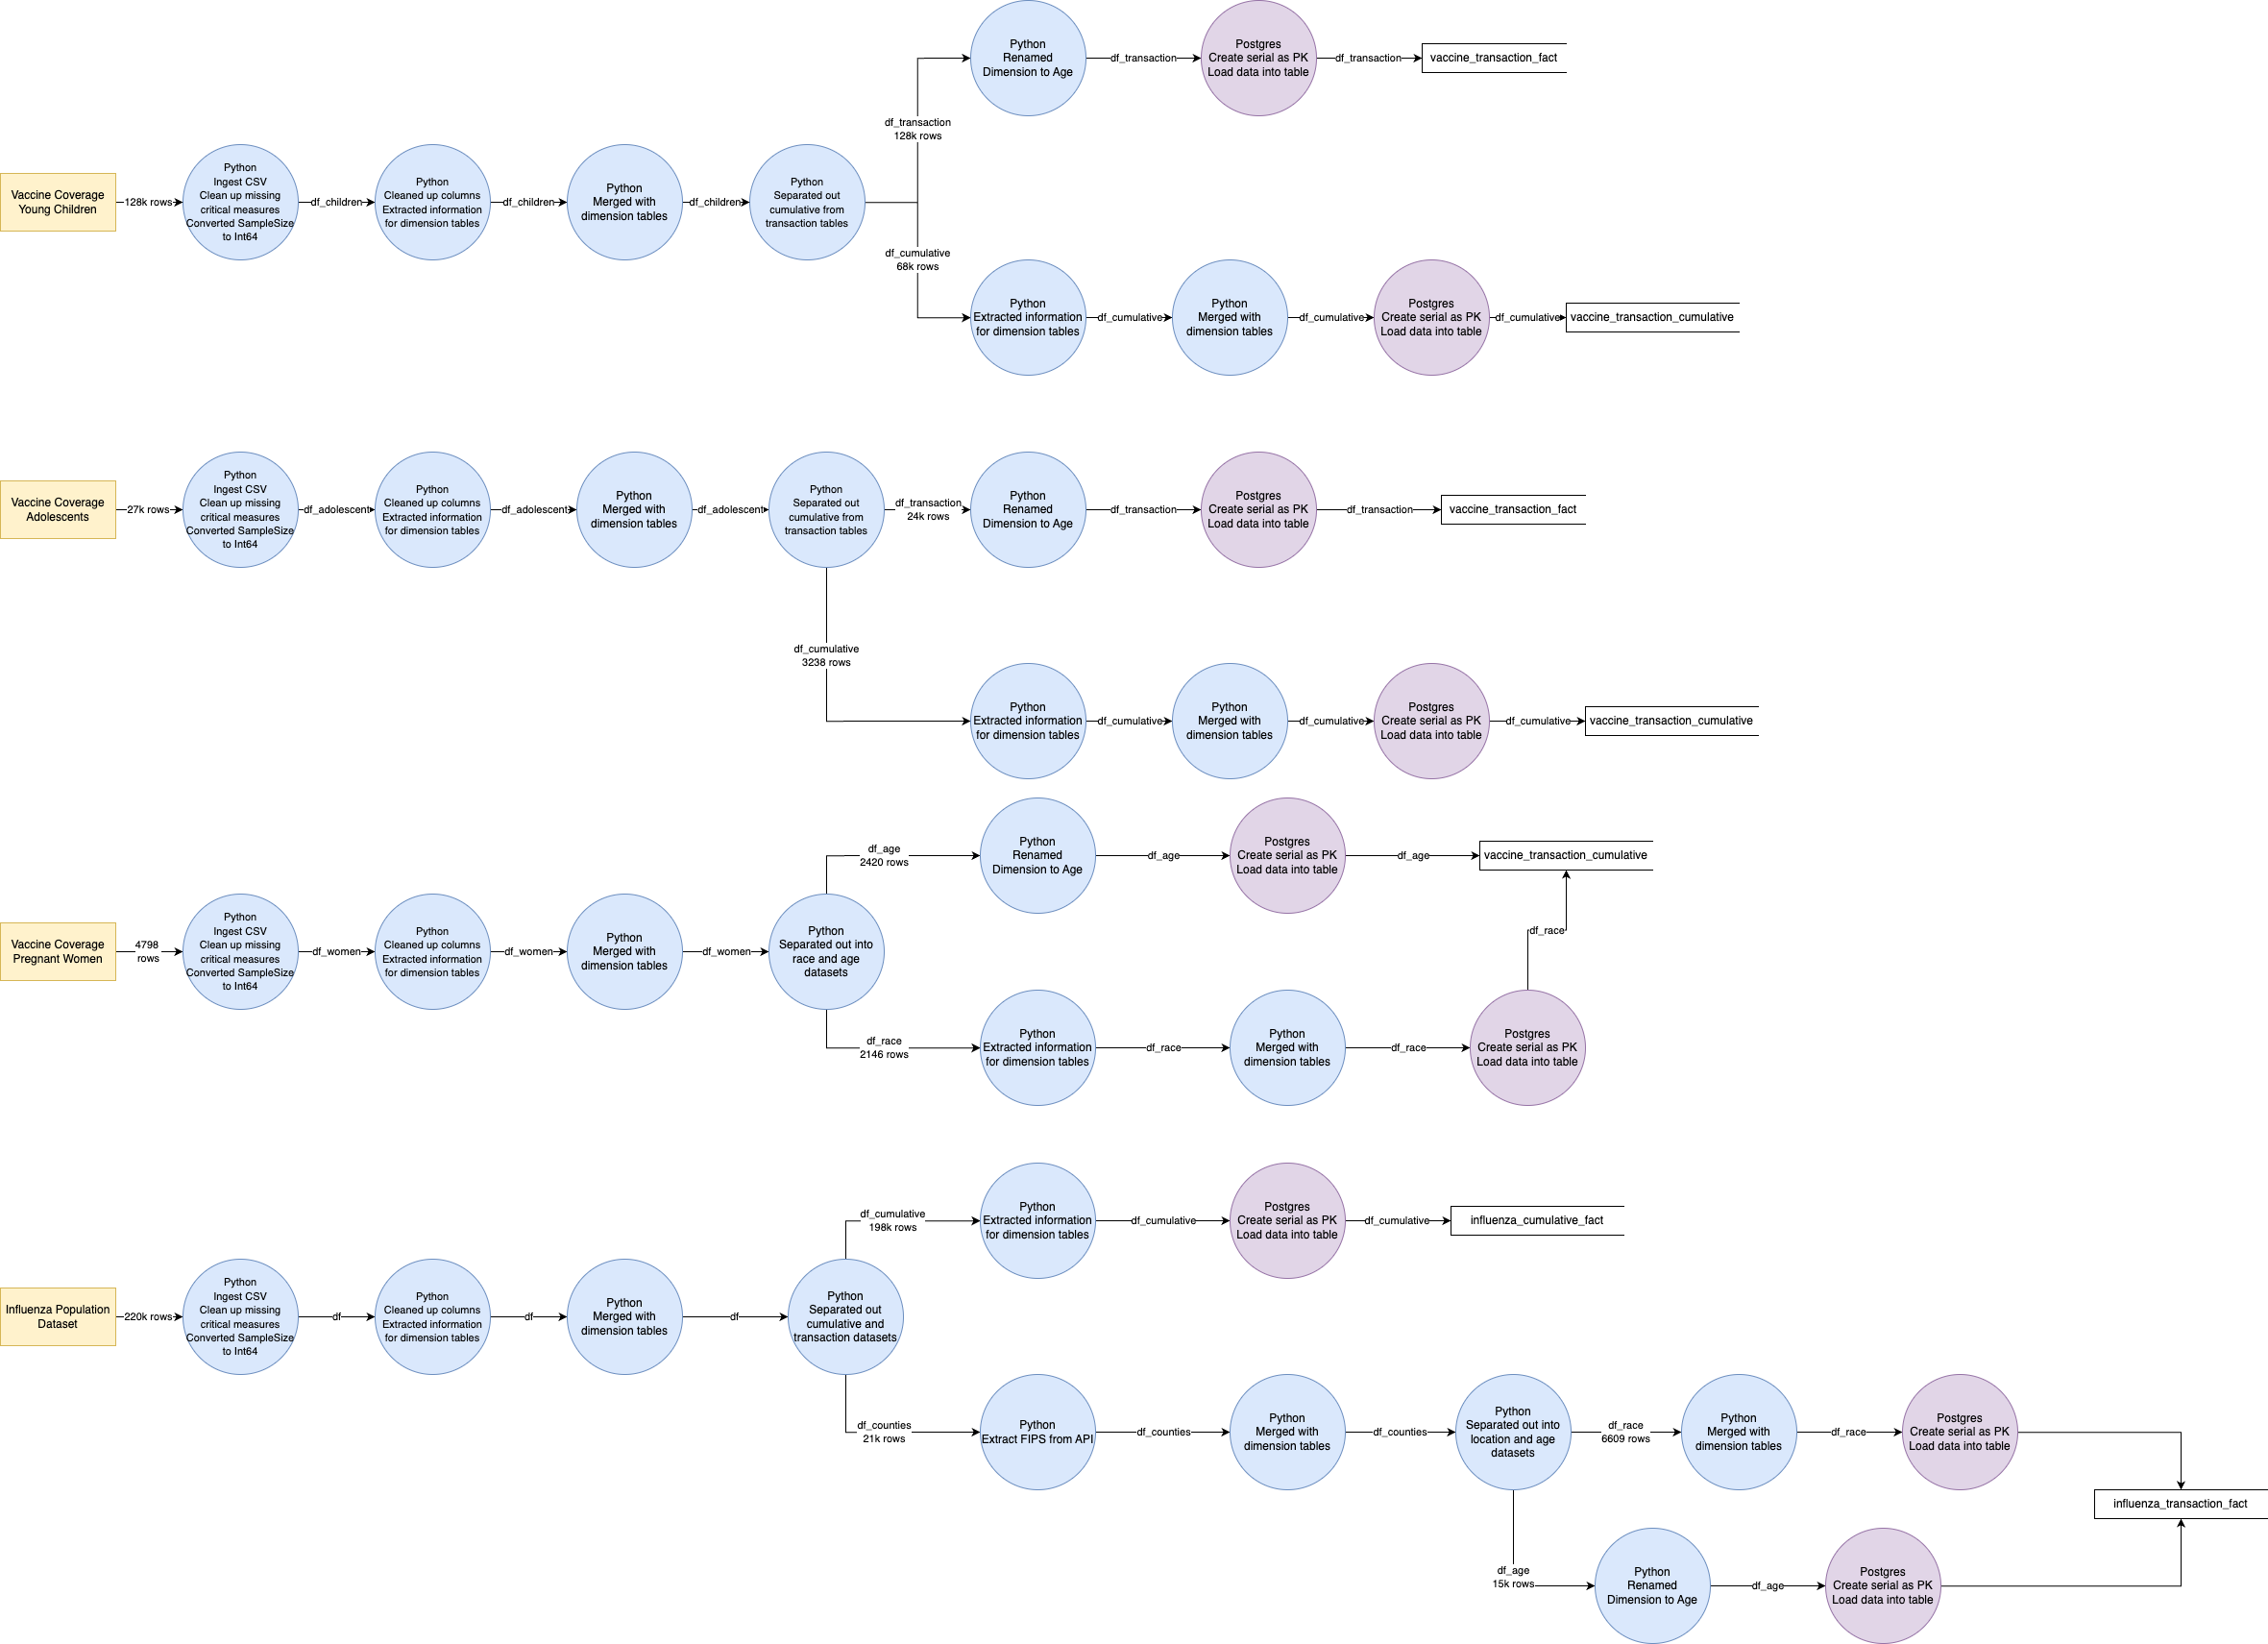 Vaccine Coverage
Young Children
128k rows
Python
Ingest CSV
Clean up missing
critical measures
Converted SampleSize
to Int64
df_children
Python
Cleaned up columns
Extracted information
for dimension tables
df_children
Python
Merged with
dimension tables
df_children
Python
Separated out
cumulative from
transaction tables
df_transaction
128k rows
Python
Renamed
Dimension to Age
df_transaction
Postgres
Create serial as PK
Load data into table
df_transaction
vaccine_transaction_fact
df_cumulative
68k rows
Python
Extracted information
for dimension tables
df_cumulative
Python
Merged with
dimension tables
df_cumulative
Postgres
Create serial as PK
Load data into table
df_cumulative
vaccine_transaction_cumulative
Vaccine Coverage
Adolescents
27k rows
Python
Ingest CSV
Clean up missing
critical measures
Converted SampleSize
to Int64
df_adolescent
Python
Cleaned up columns
Extracted information
for dimension tables
df_adolescent
Python
Merged with
dimension tables
df_adolescent
Python
Separated out
cumulative from
transaction tables
df_transaction
24k rows
Python
Renamed
Dimension to Age
df_transaction
Postgres
Create serial as PK
Load data into table
df_transaction
vaccine_transaction_fact
df_cumulative
3238 rows
Python
Extracted information
for dimension tables
df_cumulative
Python
Merged with
dimension tables
df_cumulative
Postgres
Create serial as PK
Load data into table
df_cumulative
vaccine_transaction_cumulative
Vaccine Coverage
Pregnant Women
4798
rows
Python
Ingest CSV
Clean up missing
critical measures
Converted SampleSize
to Int64
df_women
Python
Cleaned up columns
Extracted information
for dimension tables
df_women
Python
Merged with
dimension tables
df_women
Python
Separated out into
race and age
datasets
df_age
2420 rows
Python
Renamed
Dimension to Age
df_age
Postgres
Create serial as PK
Load data into table
df_age
vaccine_transaction_cumulative
df_race
2146 rows
Python
Extracted information
for dimension tables
df_race
Python
Merged with
dimension tables
df_race
Postgres
Create serial as PK
Load data into table
df_race
Influenza Population
Dataset
220k rows
Python
Ingest CSV
Clean up missing
critical measures
Converted SampleSize
to Int64
df
Python
Cleaned up columns
Extracted information
for dimension tables
df
Python
Merged with
dimension tables
df
Python
Separated out
cumulative and
transaction datasets
df_cumulative
198k rows
Python
Extracted information
for dimension tables
df_cumulative
Postgres
Create serial as PK
Load data into table
df_cumulative
influenza_cumulative_fact
df_counties
21k rows
Python
Extract FIPS from API
df_counties
Python
Merged with
dimension tables
df_counties
Python
Separated out into
location and age
datasets
df_race
6609 rows
Python
Merged with
dimension tables
df_race
Postgres
Create serial as PK
Load data into table
influenza_transaction_fact
df_age
15k rows
Python
Renamed
Dimension to Age
df_age
Postgres
Create serial as PK
Load data into table